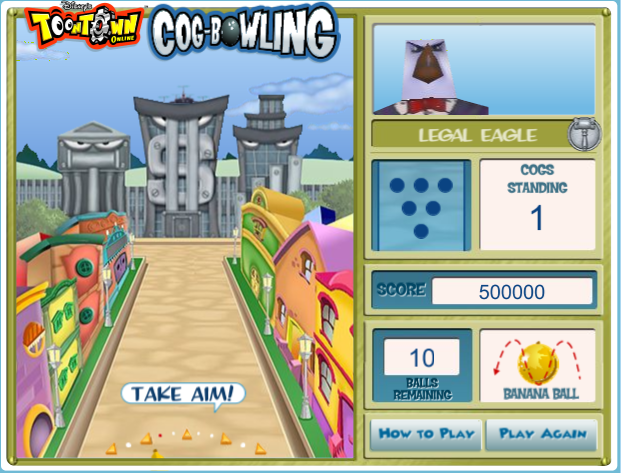 Disney's
TOONTOWN
ONLINE
COG-BOWLING
LEGAL EAGLE
COGS
STANDING
1
SCORE 500000
10
BALLS
REMAINING
BANANA BALL
TAKE AIM!
HOW TO PLAY
PLAY AGAIN